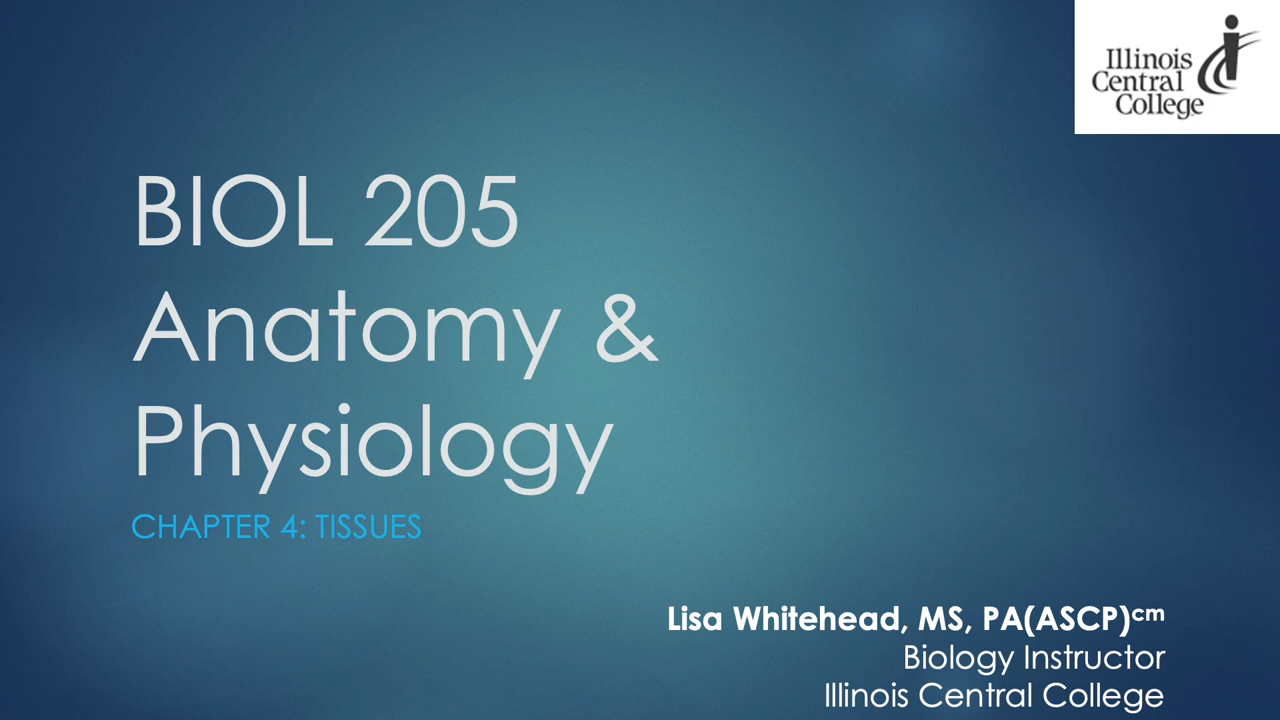 Illinois
Central
College
BIOL 205
Anatomy &
Physiology
CHAPTER 4: TISSUES
Lisa Whitehead, MS, PA(ASCP)ᶜᵐ
Biology Instructor
Illinois Central College